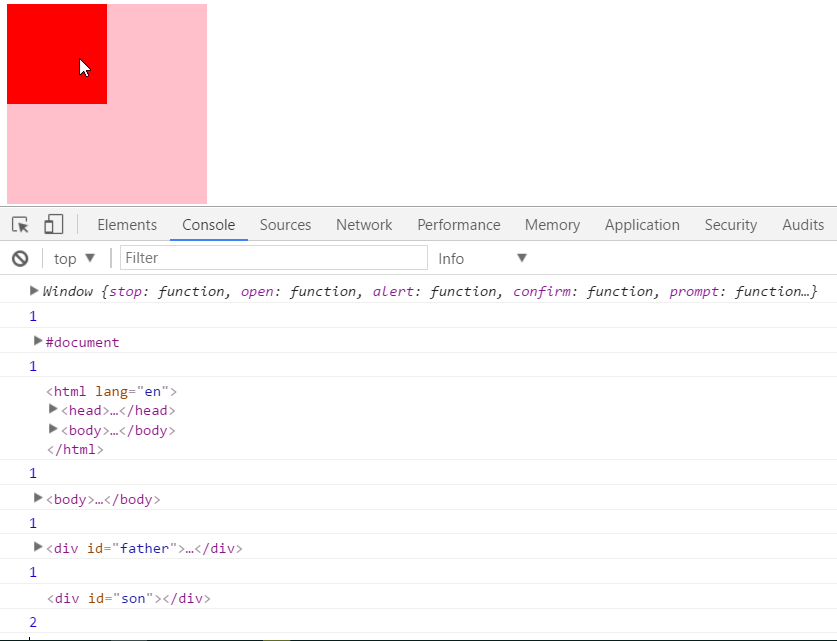 Elements Console Sources Network Performance Memory Application Security Audits
top Filter Info
Window {stop: function, open: function, alert: function, confirm: function, prompt: function…}
1
#document
1
<html lang="en">
<head>…</head>
<body>…</body>
</html>
1
<body>…</body>
1
<div id="father">…</div>
1
<div id="son"></div>
2